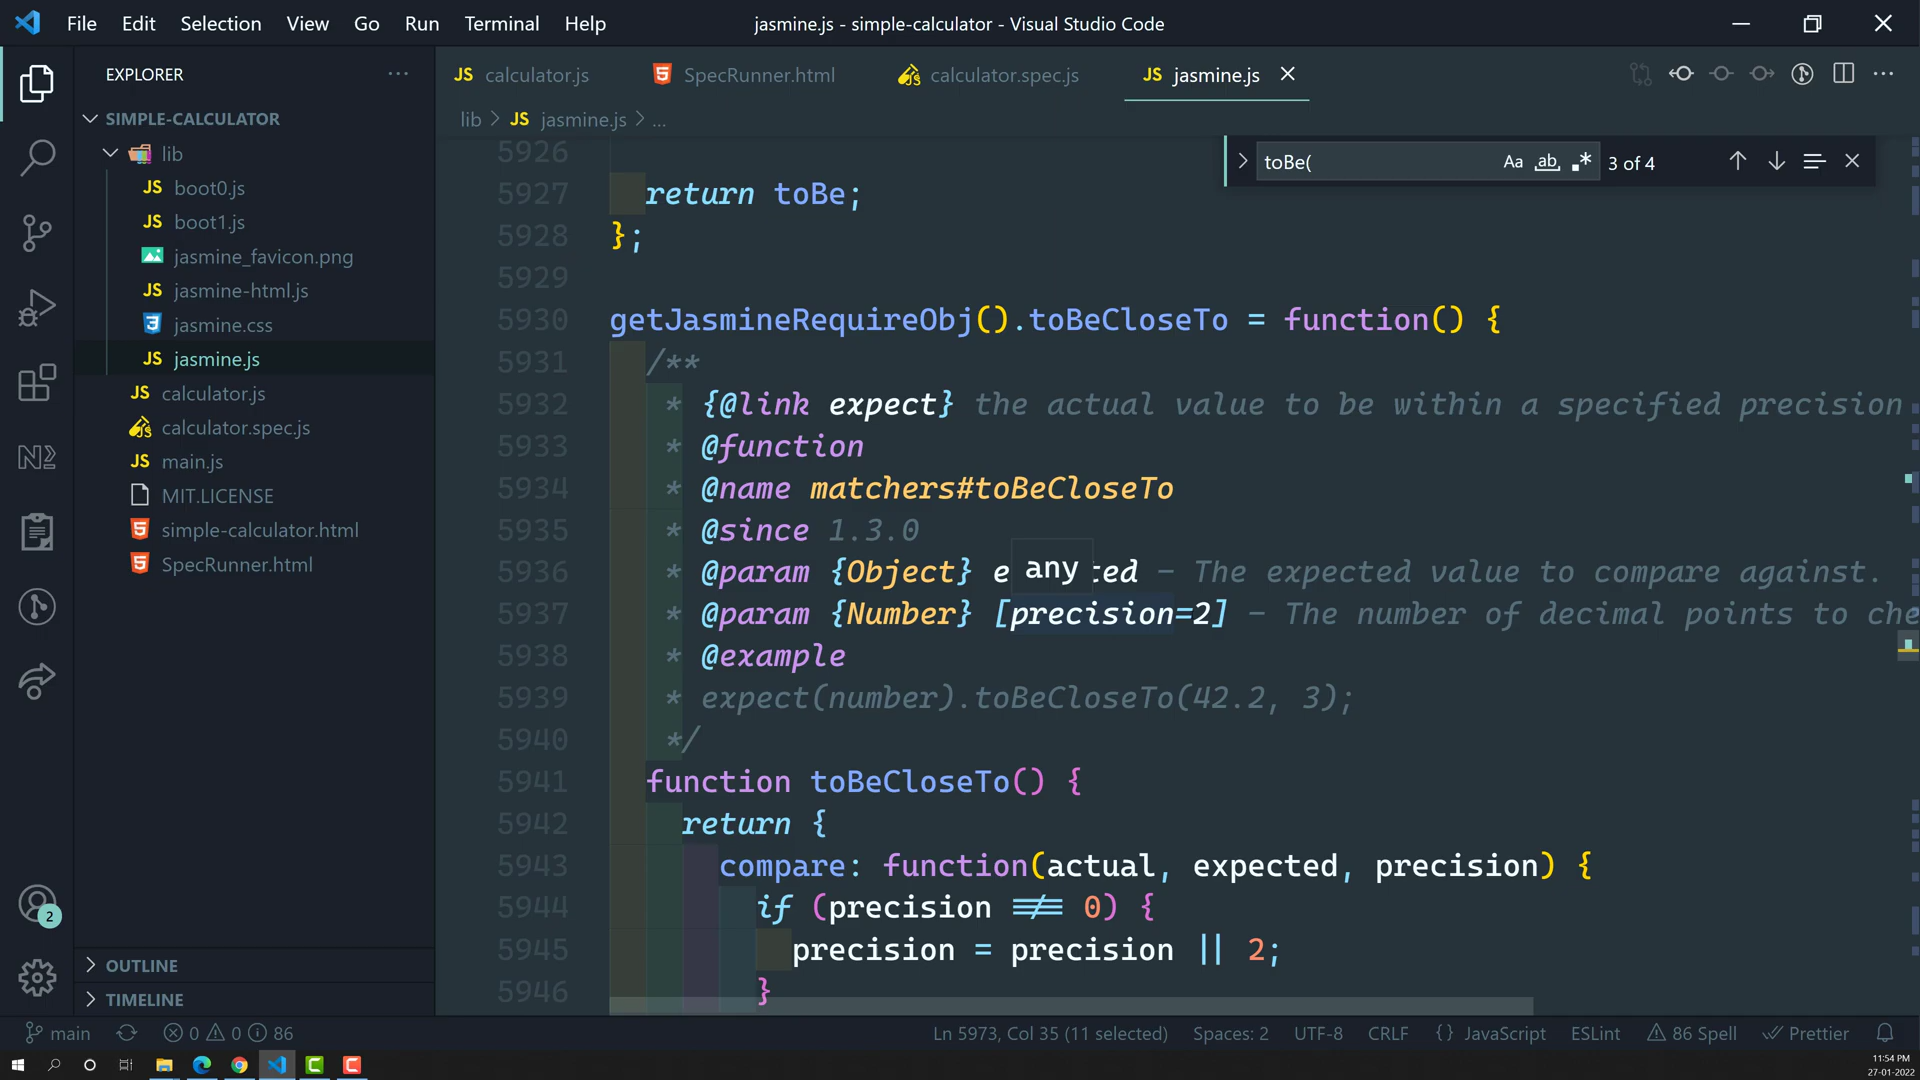 File Edit Selection View Go Run Terminal Help
jasmine.js - simple-calculator - Visual Studio Code
EXPLORER
SIMPLE-CALCULATOR
lib
JS boot0.js
JS boot1.js
jasmine_favicon.png
JS jasmine-html.js
jasmine.css
JS jasmine.js
JS calculator.js
calculator.spec.js
JS main.js
MIT.LICENSE
simple-calculator.html
SpecRunner.html
OUTLINE
TIMELINE
2
JS calculator.js SpecRunner.html calculator.spec.js JS jasmine.js
lib > JS jasmine.js > ...
toBe( Aa ab .* 3 of 4
5926
5927 return toBe;
5928 };
5929
5930 getJasmineRequireObj().toBeCloseTo = function() {
5931 /**
5932 * {@link expect} the actual value to be within a specified precision
5933 * @function
5934 * @name matchers#toBeCloseTo
5935 * @since 1.3.0
5936 * @param {Object} e any cted - The expected value to compare against.
5937 * @param {Number} [precision=2] - The number of decimal points to che
5938 * @example
5939 * expect(number).toBeCloseTo(42.2, 3);
5940 */
5941 function toBeCloseTo() {
5942 return {
5943 compare: function(actual, expected, precision) {
5944 if (precision !== 0) {
5945 precision = precision || 2;
5946 }
main 0 0 86 Ln 5973, Col 35 (11 selected) Spaces: 2 UTF-8 CRLF {} JavaScript ESLint 86 Spell Prettier
11:54 PM
27-01-2022